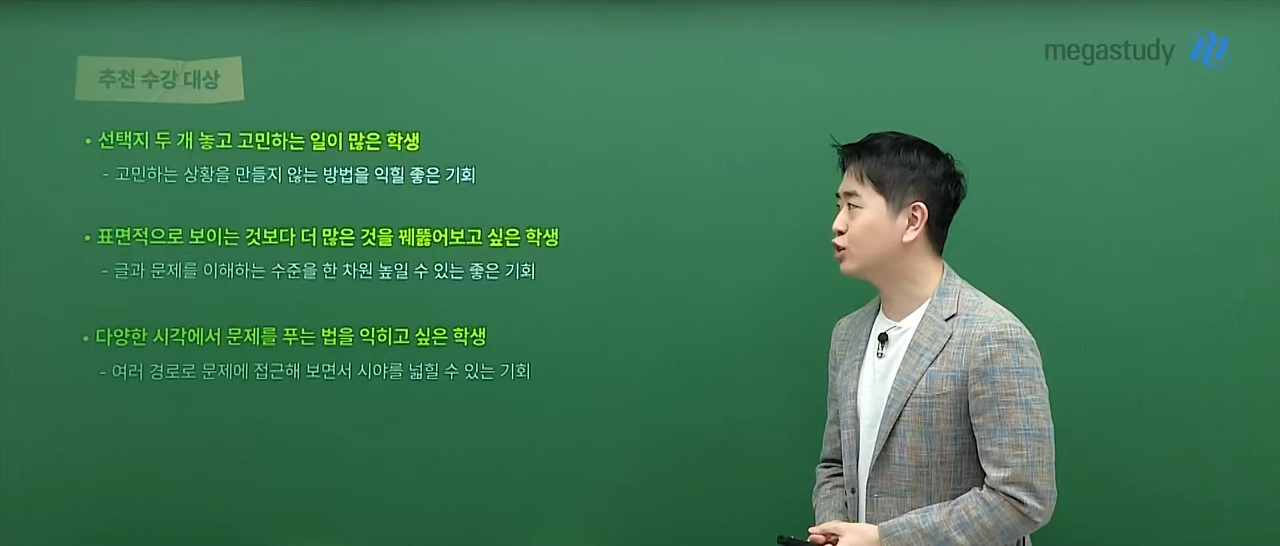 megastudy
추천 수강 대상
• 선택지 두 개 놓고 고민하는 일이 많은 학생
- 고민하는 상황을 만들지 않는 방법을 익힐 좋은 기회
• 표면적으로 보이는 것보다 더 많은 것을 꿰뚫어보고 싶은 학생
- 글과 문제를 이해하는 수준을 한 차원 높일 수 있는 좋은 기회
• 다양한 시각에서 문제를 푸는 법을 익히고 싶은 학생
- 여러 경로로 문제에 접근해 보면서 시야를 넓힐 수 있는 기회